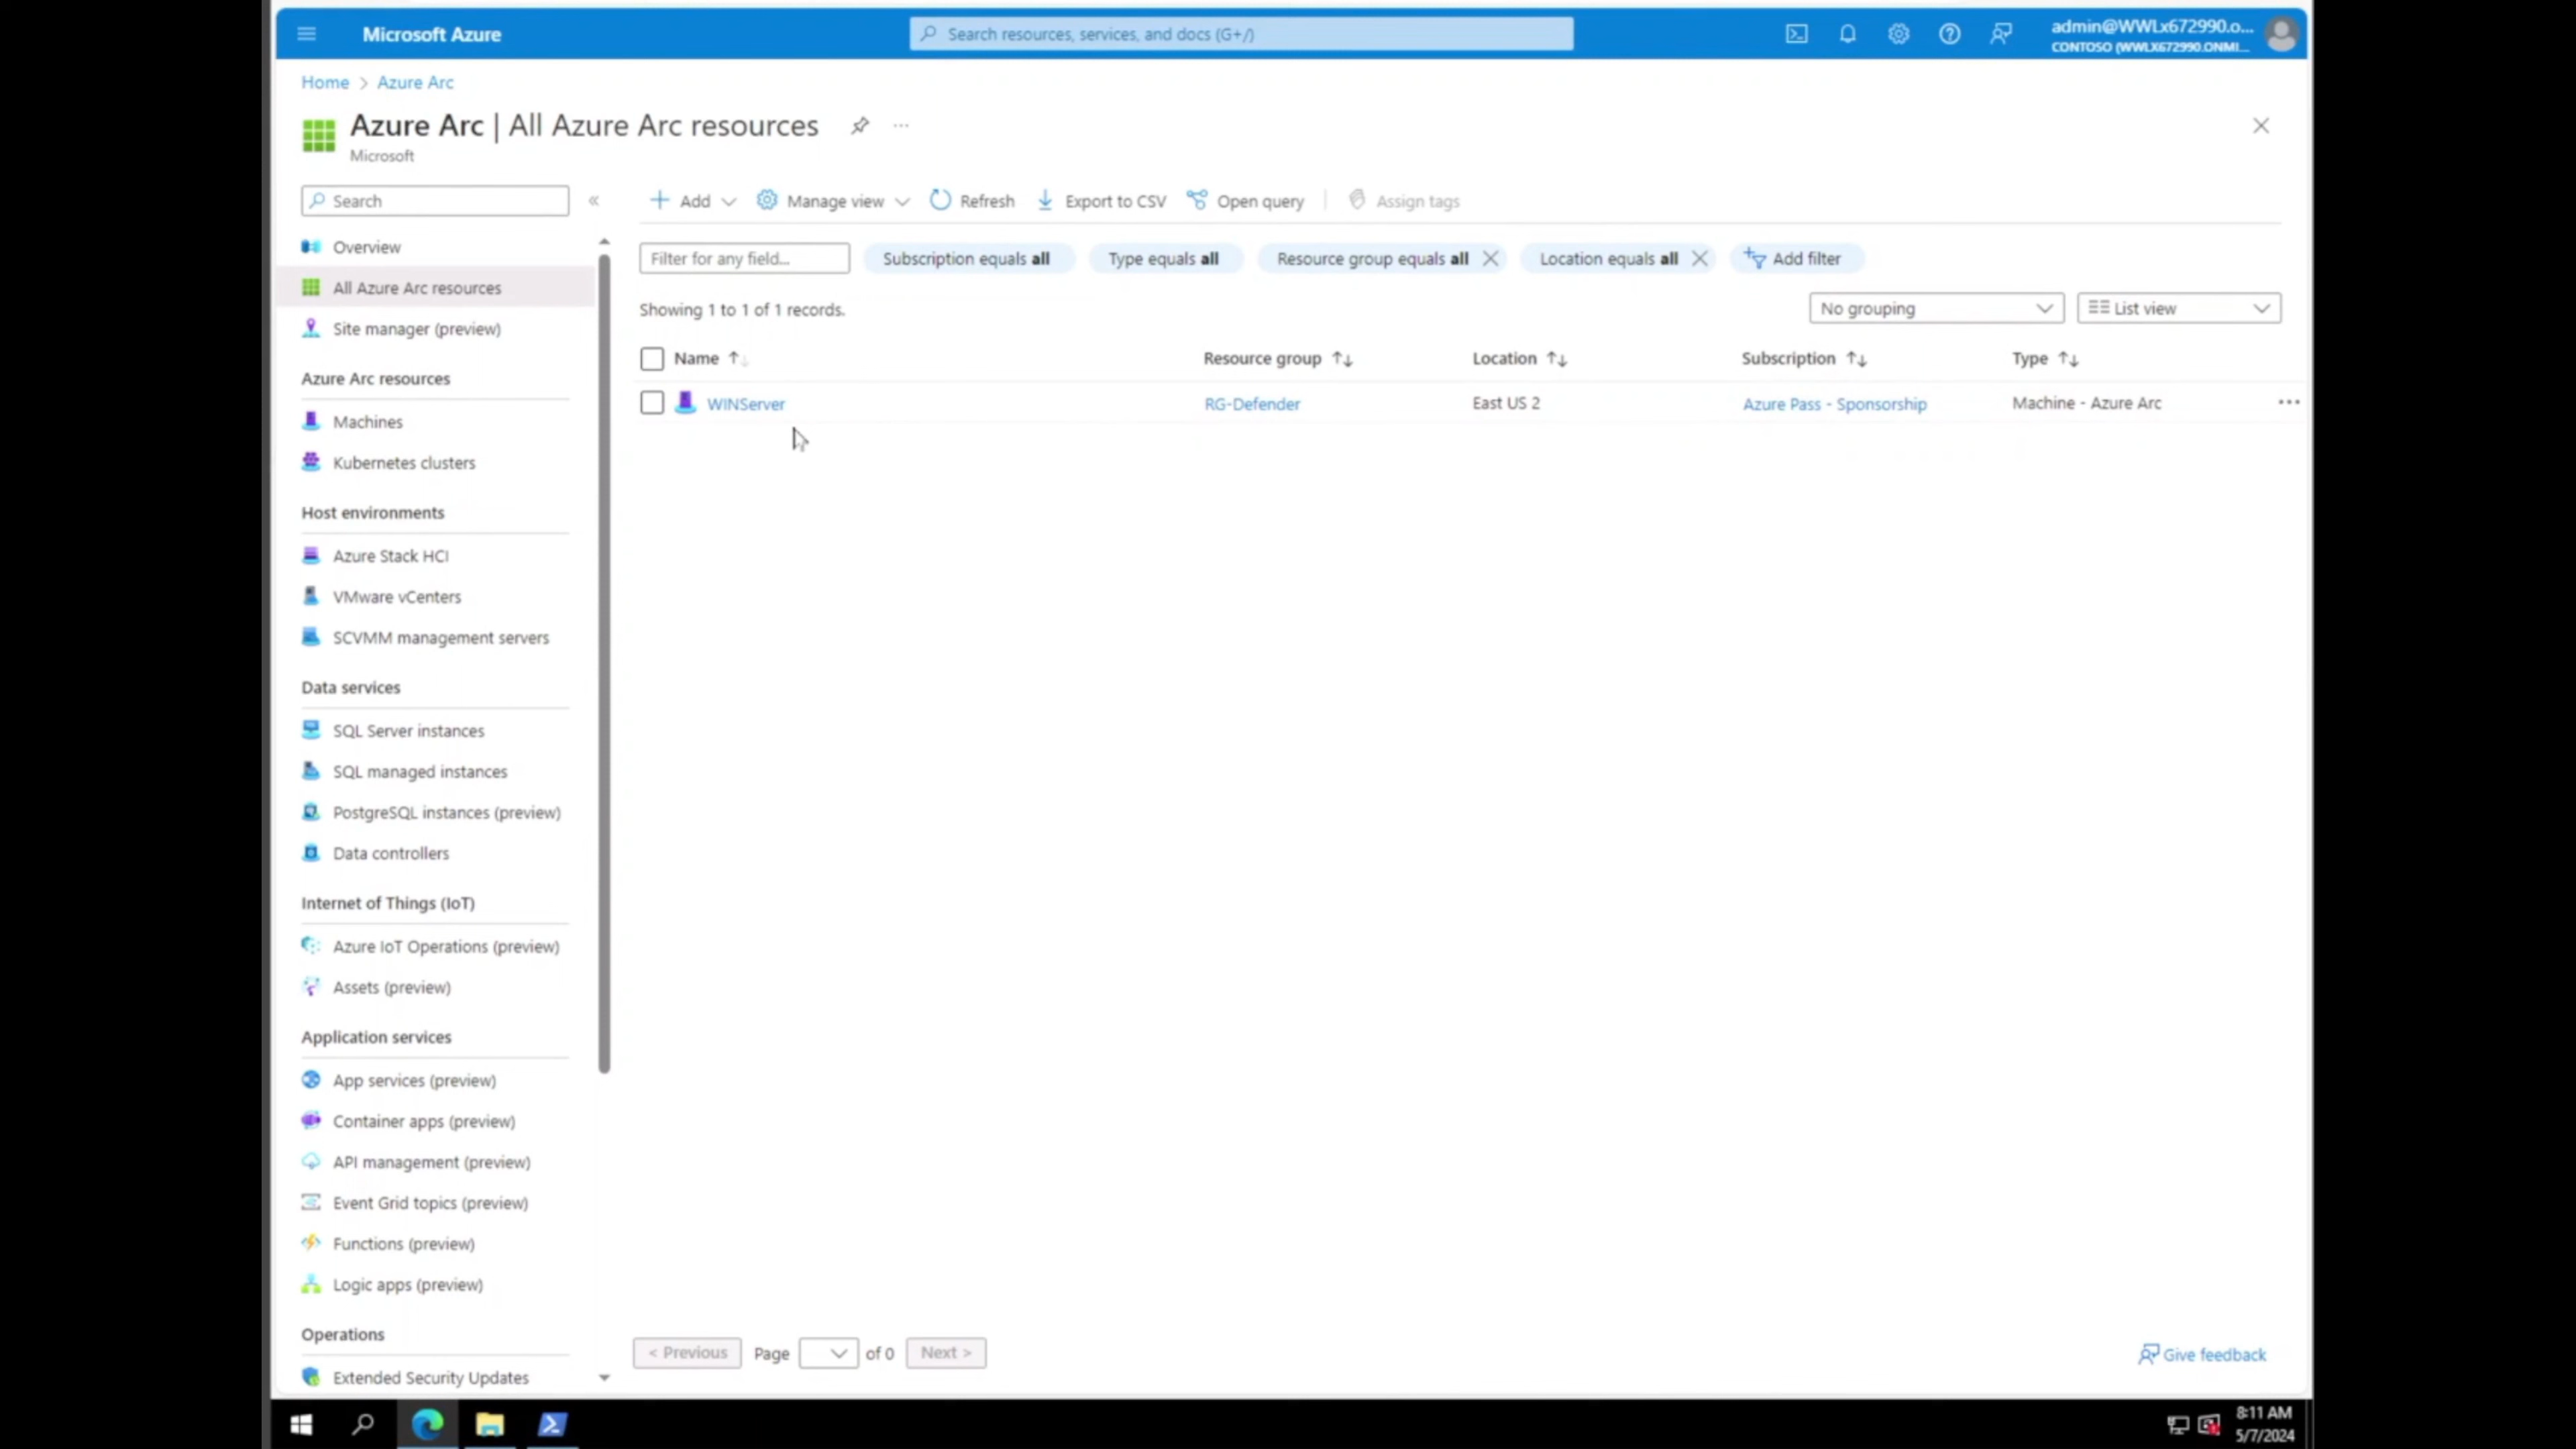 Microsoft Azure
Search resources, services, and docs (G+/)
admin@WWLx672990.o...
CONTOSO (WWLX672990.ONMI...
Home > Azure Arc
Azure Arc | All Azure Arc resources
Microsoft
Search
Add
Manage view
Refresh
Export to CSV
Open query
Assign tags
Overview
All Azure Arc resources
Site manager (preview)
Azure Arc resources
Machines
Kubernetes clusters
Host environments
Azure Stack HCI
VMware vCenters
SCVMM management servers
Data services
SQL Server instances
SQL managed instances
PostgreSQL instances (preview)
Data controllers
Internet of Things (IoT)
Azure IoT Operations (preview)
Assets (preview)
Application services
App services (preview)
Container apps (preview)
API management (preview)
Event Grid topics (preview)
Functions (preview)
Logic apps (preview)
Operations
Extended Security Updates
Filter for any field...
Subscription equals all
Type equals all
Resource group equals all
Location equals all
Add filter
Showing 1 to 1 of 1 records.
No grouping
List view
Name Resource group Location Subscription Type
WINServer RG-Defender East US 2 Azure Pass - Sponsorship Machine - Azure Arc
< Previous Page of 0 Next >
Give feedback
8:11 AM
5/7/2024